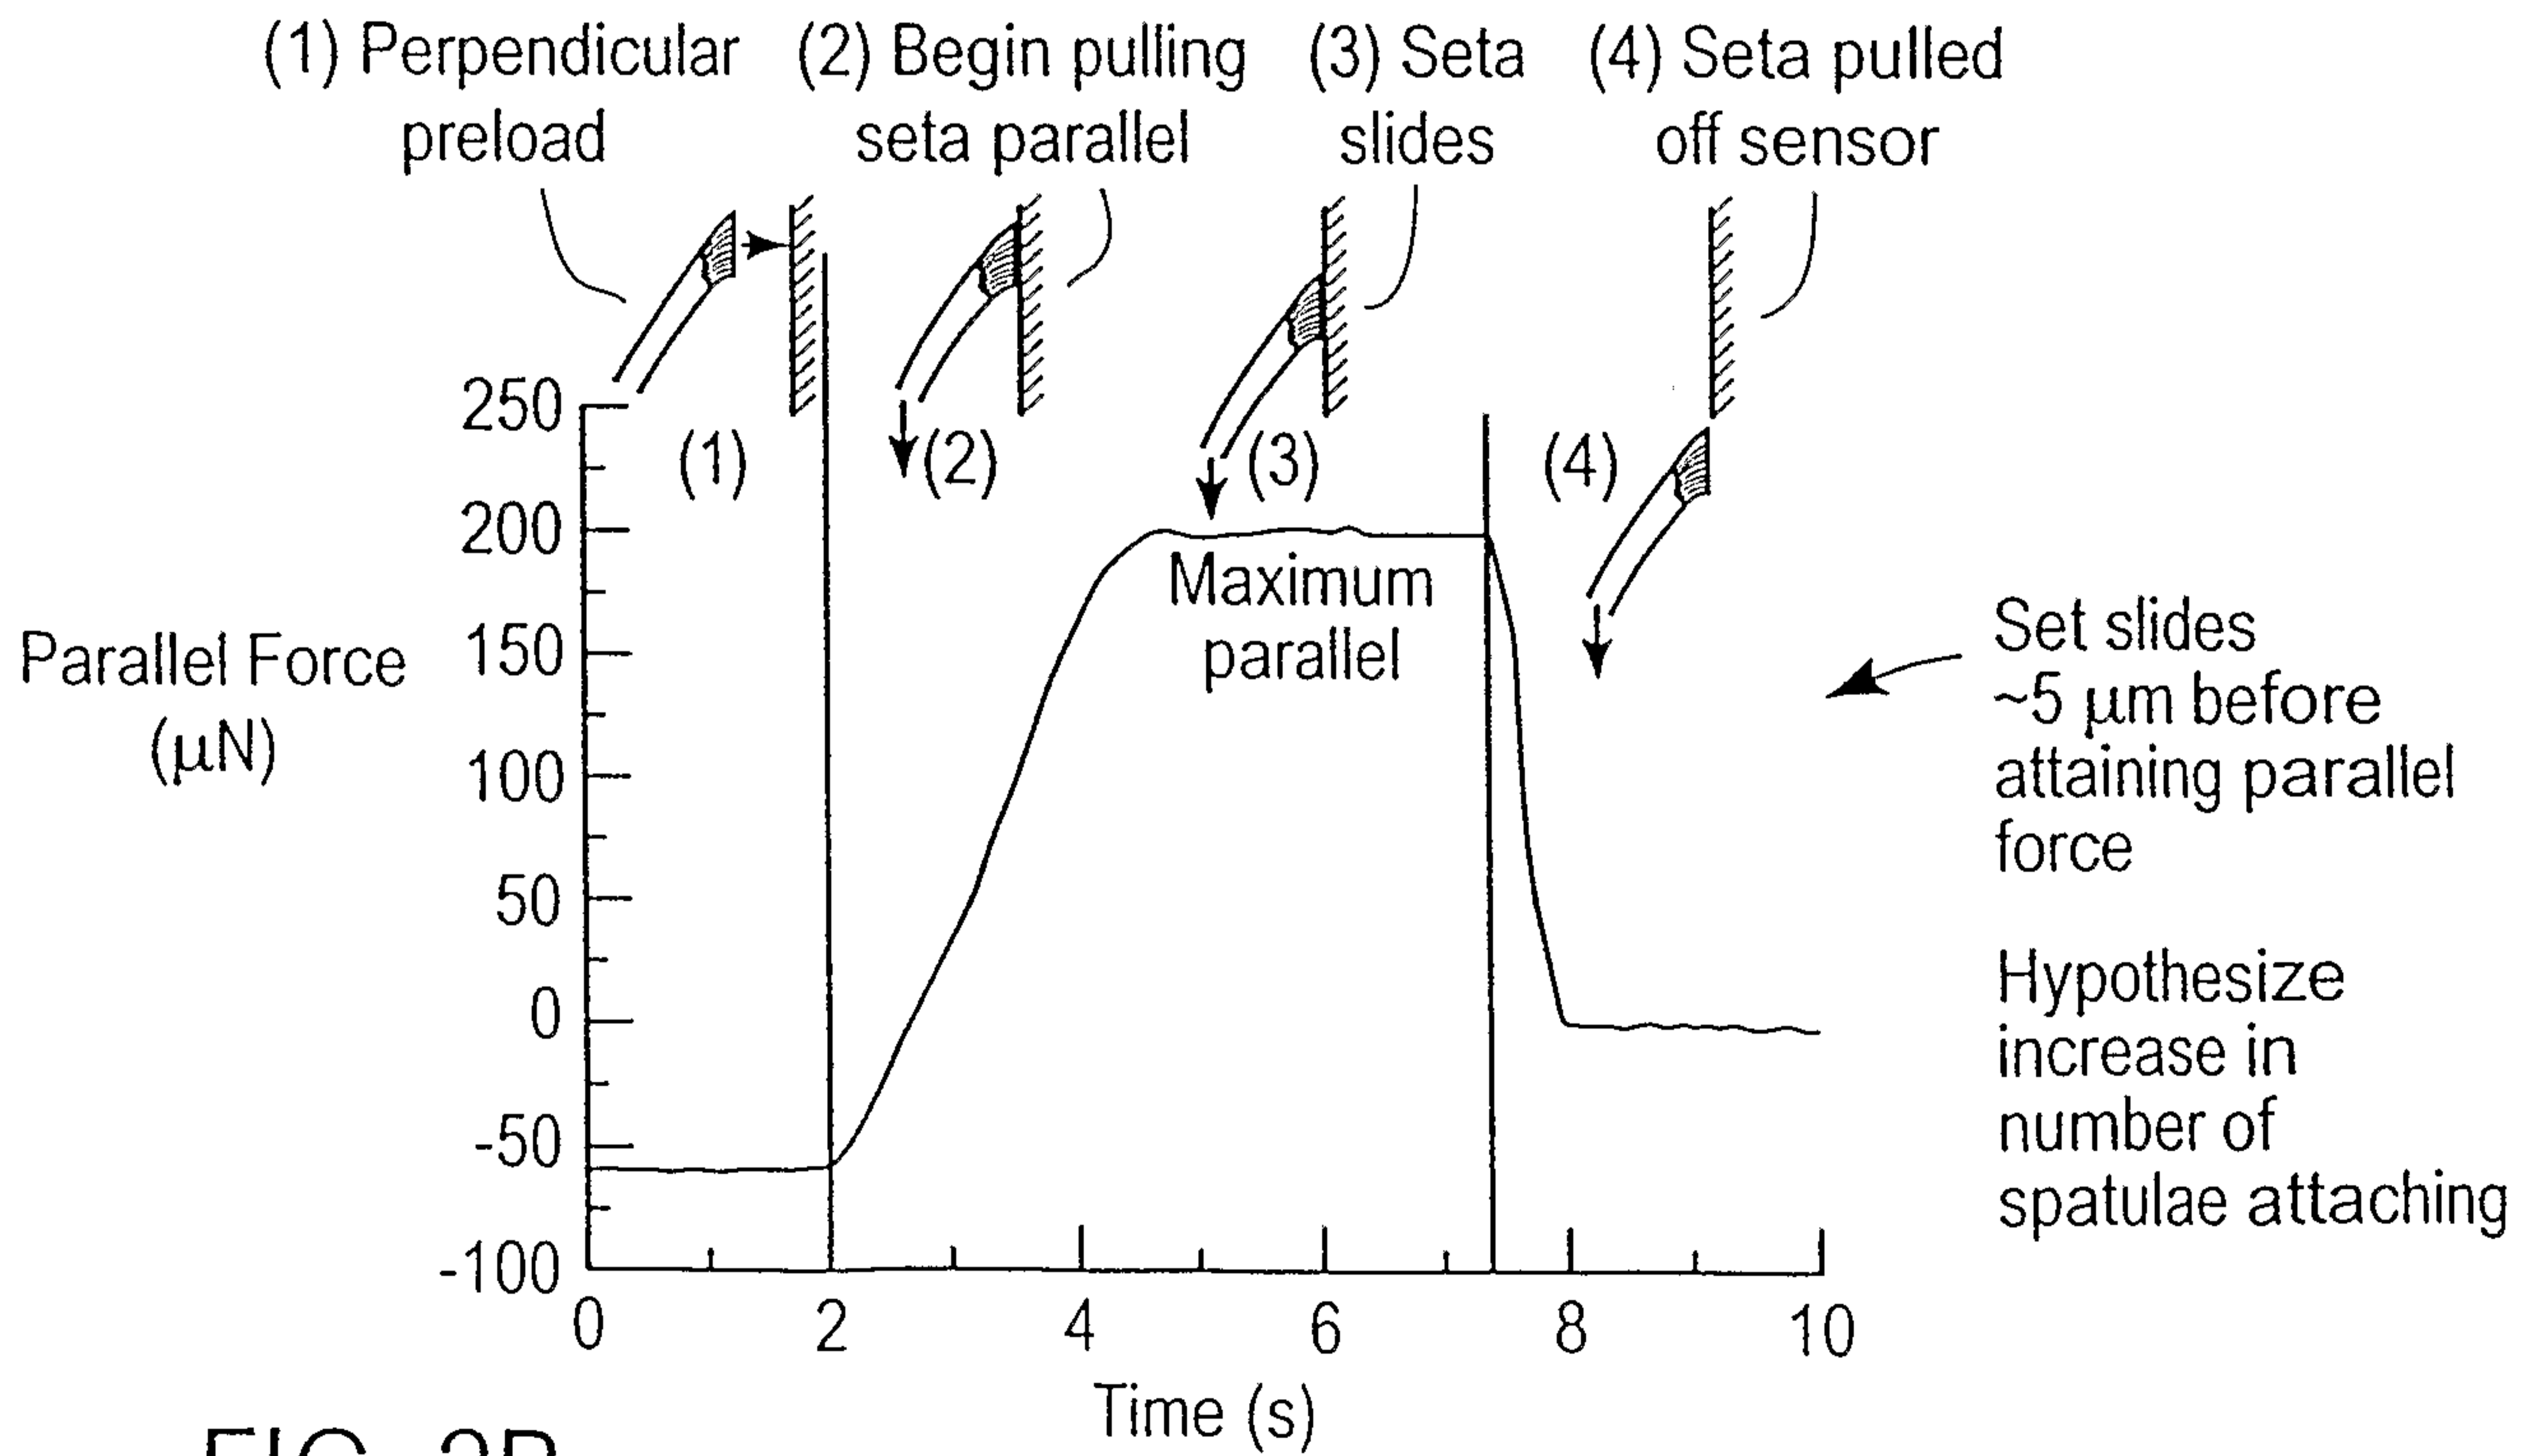 (1) Perpendicular
preload
(2) Begin pulling
seta parallel
(3) Seta
slides
(4) Seta pulled
off sensor
250
200
150
100
50
0
-50
-100
(1)
(2)
(3)
(4)
Maximum
parallel
Parallel Force
(μN)
Set slides
~5 μm before
attaining parallel
force
Hypothesize
increase in
number of
spatulae attaching
0 2 4 6 8 10
Time (s)
FIG. 2B